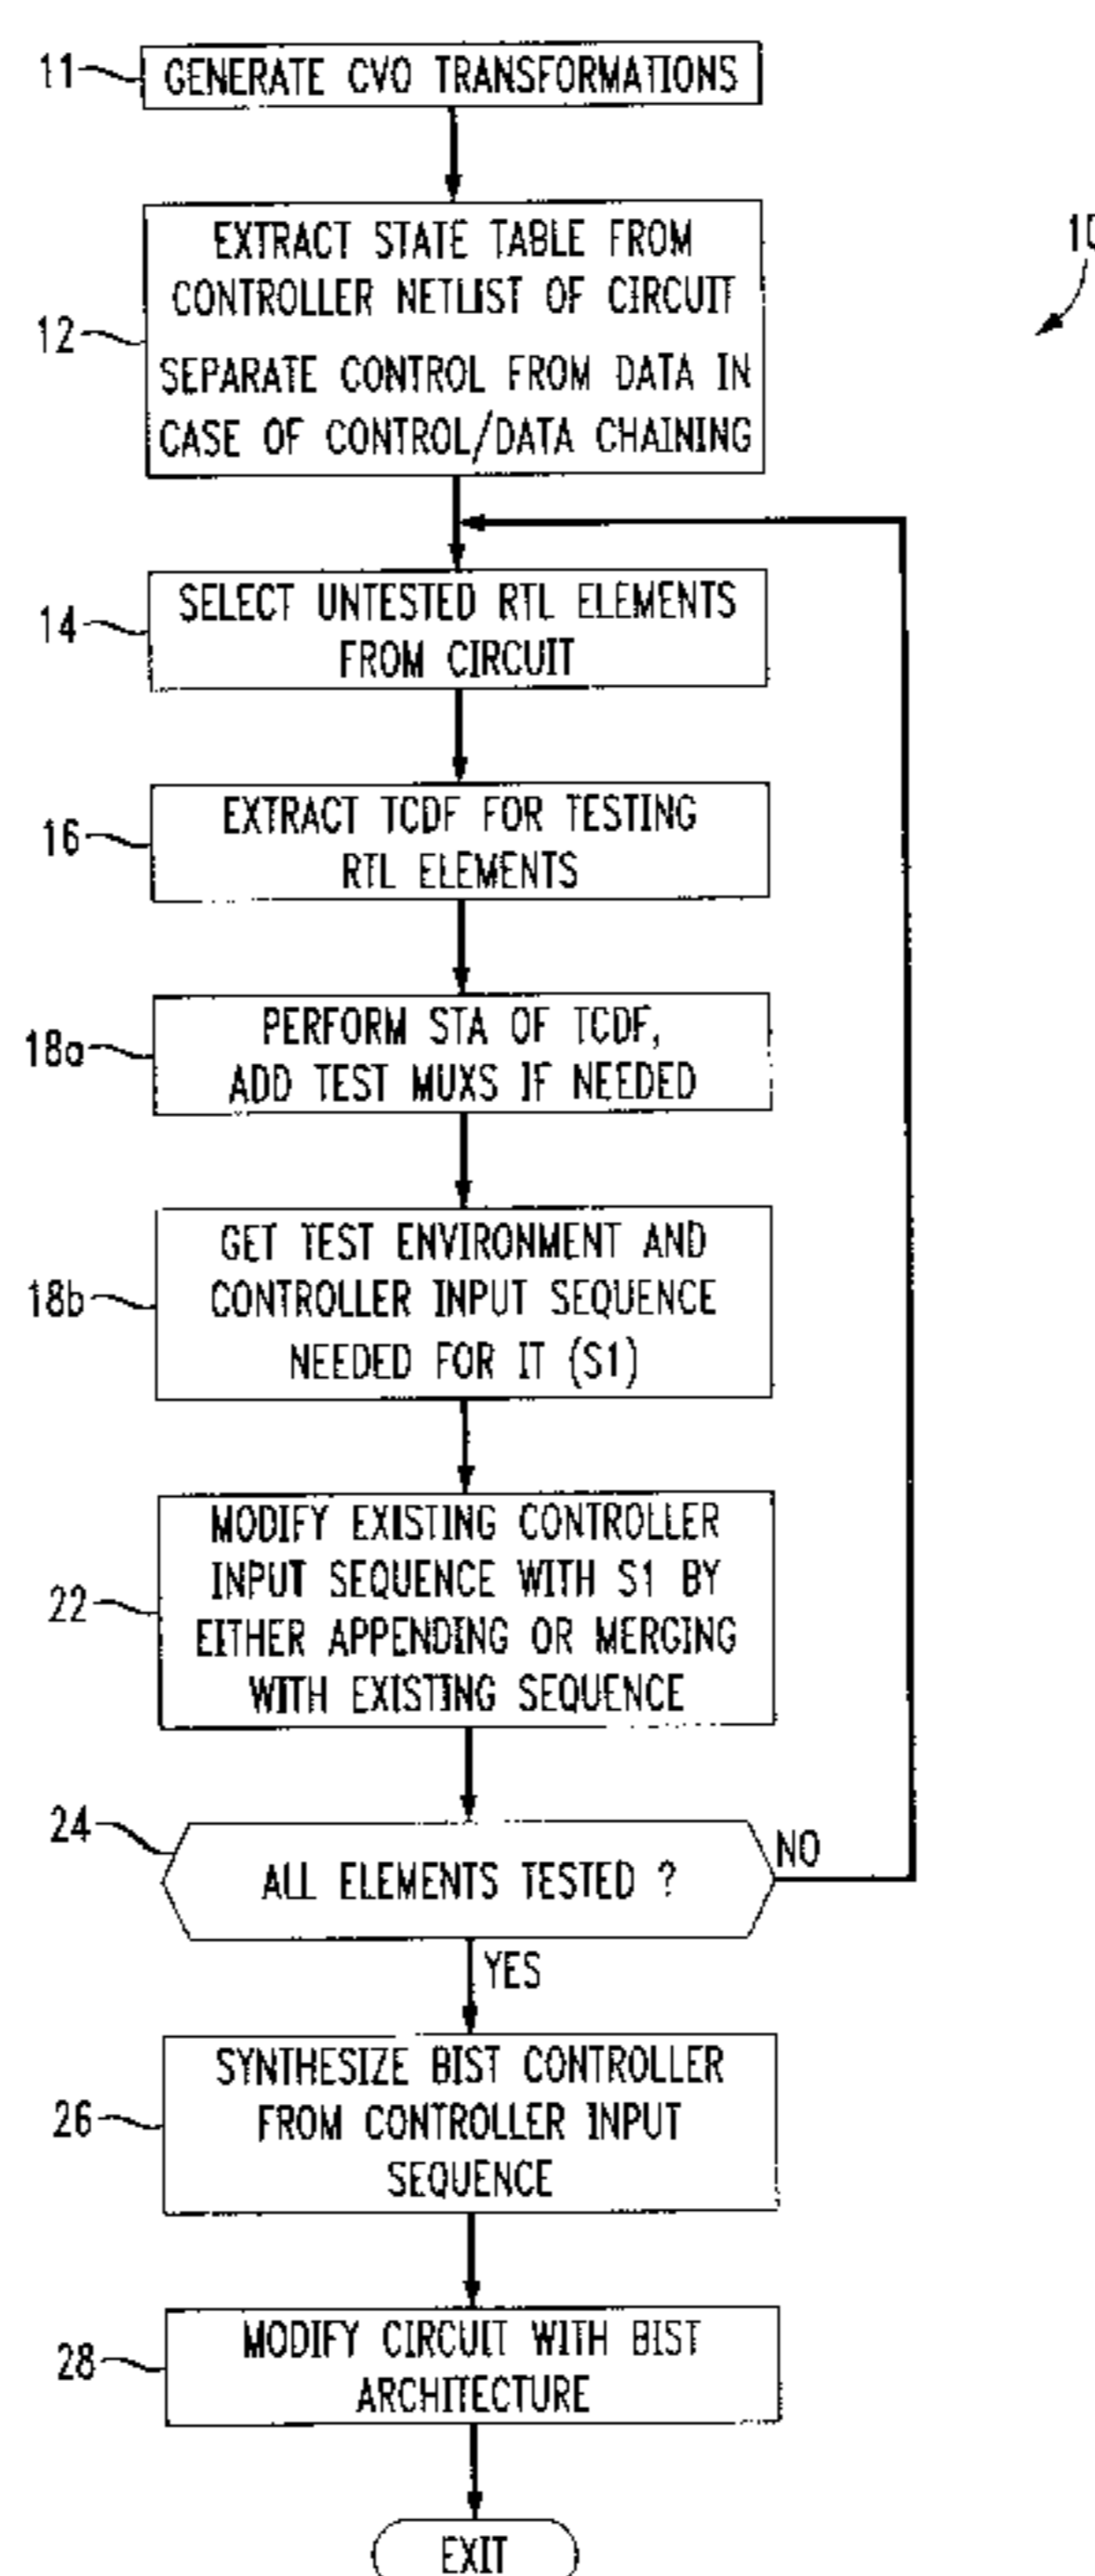 11
GENERATE CVO TRANSFORMATIONS
10
EXTRACT STATE TABLE FROM
CONTROLLER NETLIST OF CIRCUIT
12
SEPARATE CONTROL FROM DATA IN
CASE OF CONTROL/DATA CHAINING
14
SELECT UNTESTED RTL ELEMENTS
FROM CIRCUIT
16
EXTRACT TCDF FOR TESTING
RTL ELEMENTS
18a
PERFORM STA OF TCDF,
ADD TEST MUXS IF NEEDED
18b
GET TEST ENVIRONMENT AND
CONTROLLER INPUT SEQUENCE
NEEDED FOR IT (S1)
22
MODIFY EXISTING CONTROLLER
INPUT SEQUENCE WITH S1 BY
EITHER APPENDING OR MERGING
WITH EXISTING SEQUENCE
24
ALL ELEMENTS TESTED ?
NO
YES
26
SYNTHESIZE BIST CONTROLLER
FROM CONTROLLER INPUT
SEQUENCE
28
MODIFY CIRCUIT WITH BIST
ARCHITECTURE
EXIT